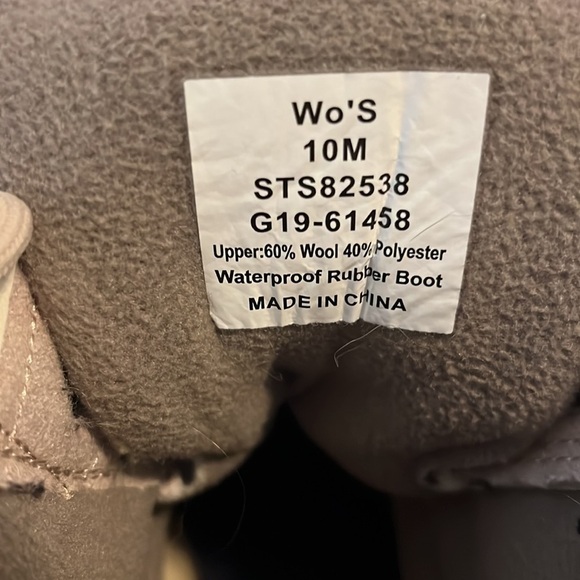 Wo'S
10M
STS82538
G19-61458
Upper:60% Wool 40% Polyester
Waterproof Rubber Boot
MADE IN CHINA